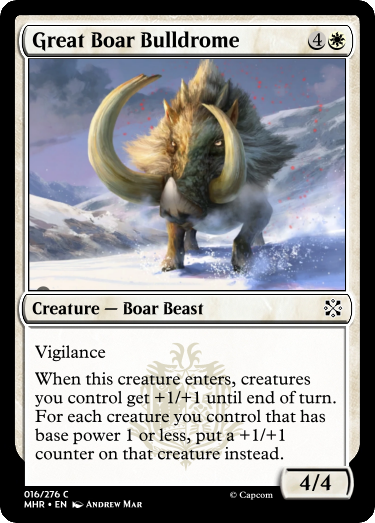 Great Boar Bulldrome 4
Creature — Boar Beast
Vigilance
When this creature enters, creatures
you control get +1/+1 until end of turn.
For each creature you control that has
base power 1 or less, put a +1/+1
counter on that creature instead.
4/4
016/276 C
MHR • EN Andrew Mar
© Capcom